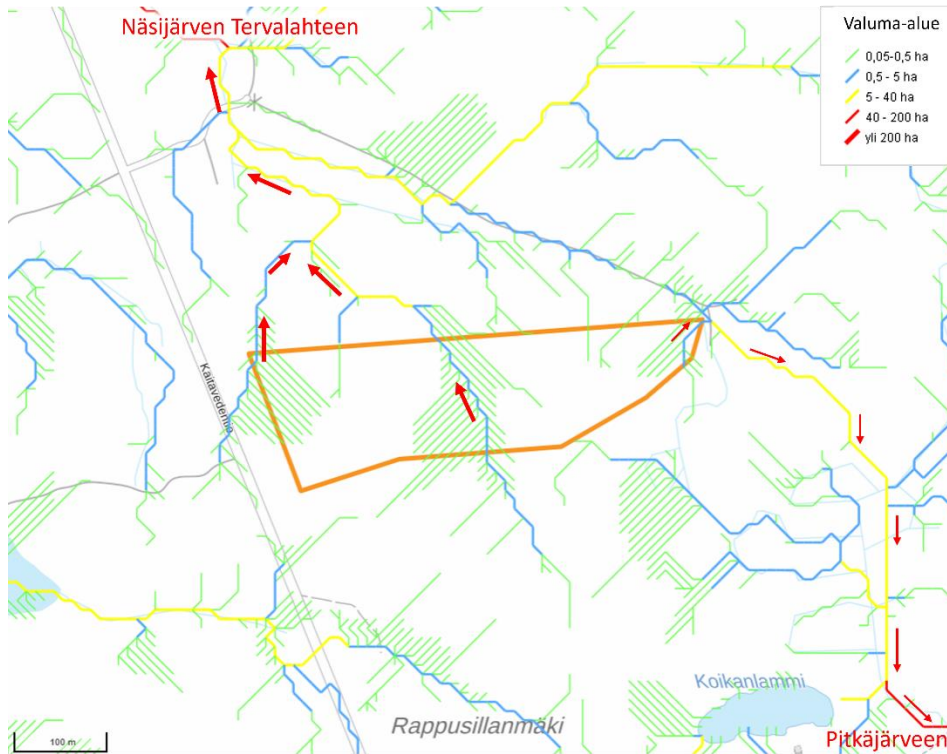 Näsijärven Tervalahteen
Valuma-alue
0,05-0,5 ha
0,5 - 5 ha
5 - 40 ha
40 - 200 ha
yli 200 ha
Kaitavedentie
Koikanlammi
Rappusillanmäki
Pitkäjärveen
100 m